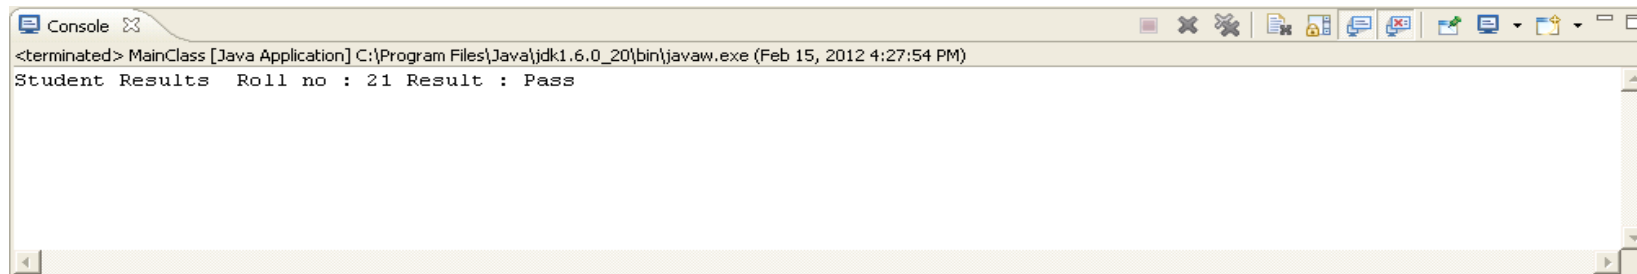 Console
<terminated> MainClass [Java Application] C:\Program Files\Java\jdk1.6.0_20\bin\javaw.exe (Feb 15, 2012 4:27:54 PM)
Student Results  Roll no : 21 Result : Pass